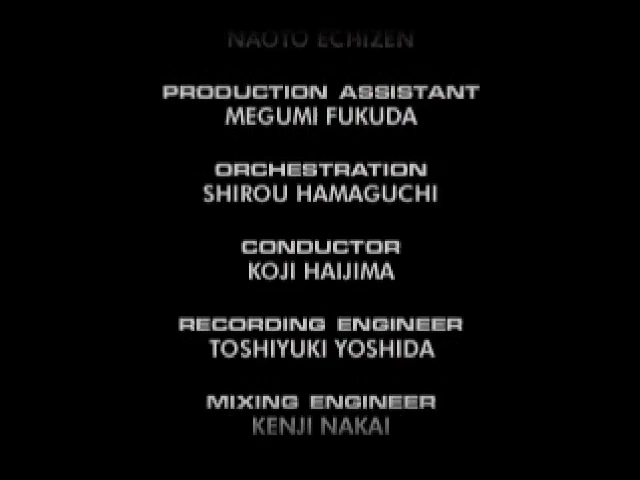 NAOTO ECHIZEN
PRODUCTION ASSISTANT
MEGUMI FUKUDA
ORCHESTRATION
SHIROU HAMAGUCHI
CONDUCTOR
KOJI HAIJIMA
RECORDING ENGINEER
TOSHIYUKI YOSHIDA
MIXING ENGINEER
KENJI NAKAI